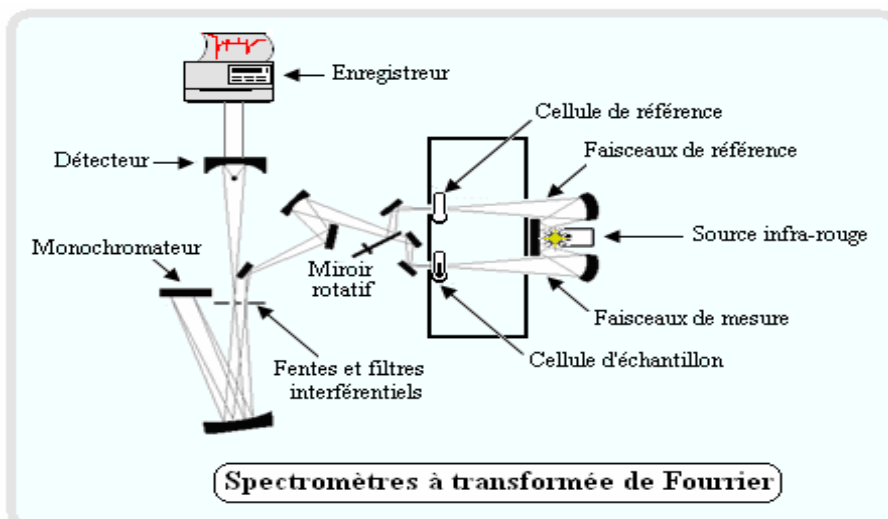 Enregistreur
Cellule de référence
Détecteur
Faisceaux de référence
Monochromateur
Source infra-rouge
Miroir
rotatif
Faisceaux de mesure
Fentes et filtres
interférentiels
Cellule d'échantillon
Spectromètres à transformée de Fourrier